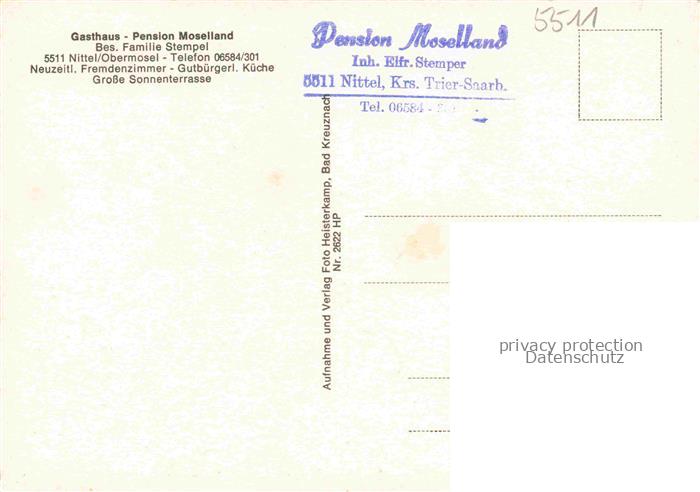 Gasthaus - Pension Moselland
Bes. Familie Stempel
5511 Nittel/Obermosel - Telefon 06584/301
Neuzeitl. Fremdenzimmer - Gutbürgerl. Küche
Große Sonnenterrasse
Pension Moselland
Inh. Elfr. Stemper
5511 Nittel, Krs. Trier-Saarb.
Tel. 06584 -
5511
Aufnahme und Verlag Foto Heisterkamp, Bad Kreuznach
Nr. 2622 HP
privacy protection
Datenschutz